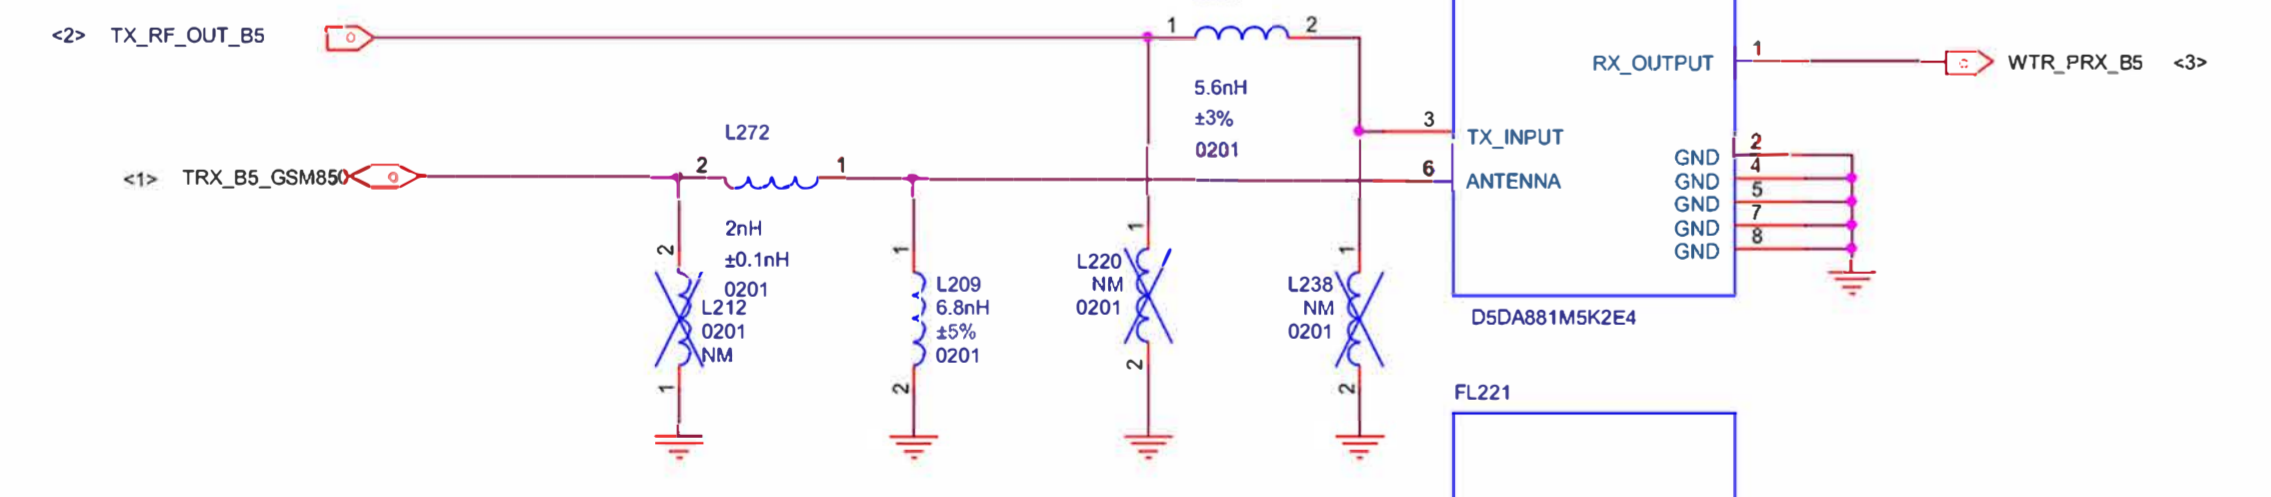 <2> TX_RF_OUT_B5
1
2
5.6nH
±3%
0201
RX_OUTPUT
1
WTR_PRX_B5 <3>
<1> TRX_B5_GSM850
L272
2
1
2nH
±0.1nH
0201
3
TX_INPUT
6
ANTENNA
GND
2
GND
4
GND
5
GND
7
GND
8
2
L212
0201
NM
1
1
L209
6.8nH
±5%
0201
2
1
L220
NM
0201
2
1
L238
NM
0201
2
D5DA881M5K2E4
FL221